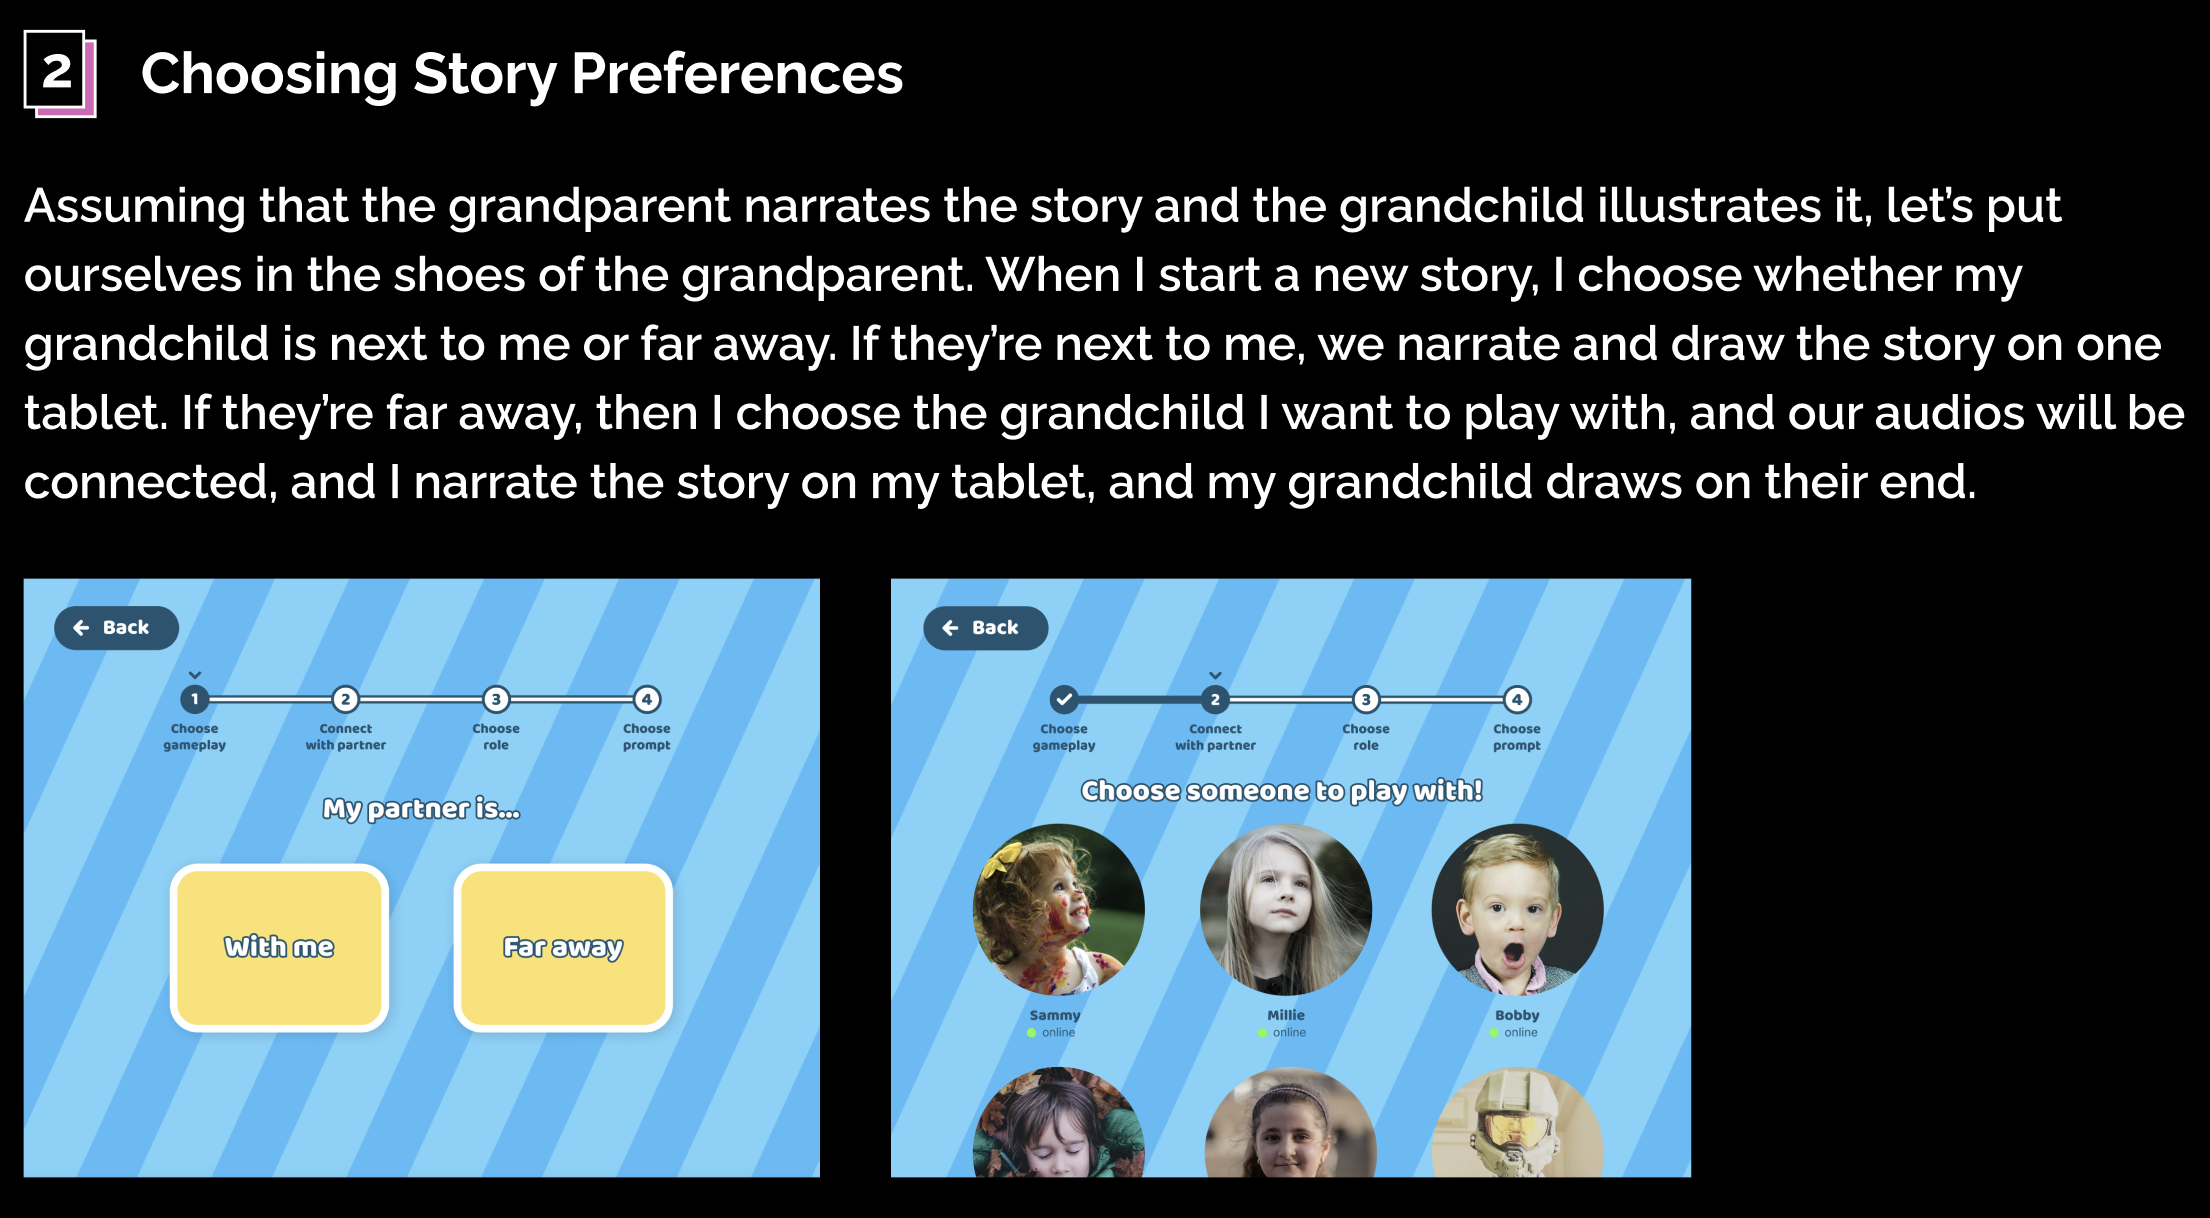 2 Choosing Story Preferences
Assuming that the grandparent narrates the story and the grandchild illustrates it, let’s put
ourselves in the shoes of the grandparent. When I start a new story, I choose whether my
grandchild is next to me or far away. If they’re next to me, we narrate and draw the story on one
tablet. If they’re far away, then I choose the grandchild I want to play with, and our audios will be
connected, and I narrate the story on my tablet, and my grandchild draws on their end.
Back
1 2 3 4
Choose Connect Choose Choose
gameplay with partner role prompt
My partner is...
With me Far away
Back
2 3 4
Choose Connect Choose Choose
gameplay with partner role prompt
Choose someone to play with!
Sammy Millie Bobby
online online online